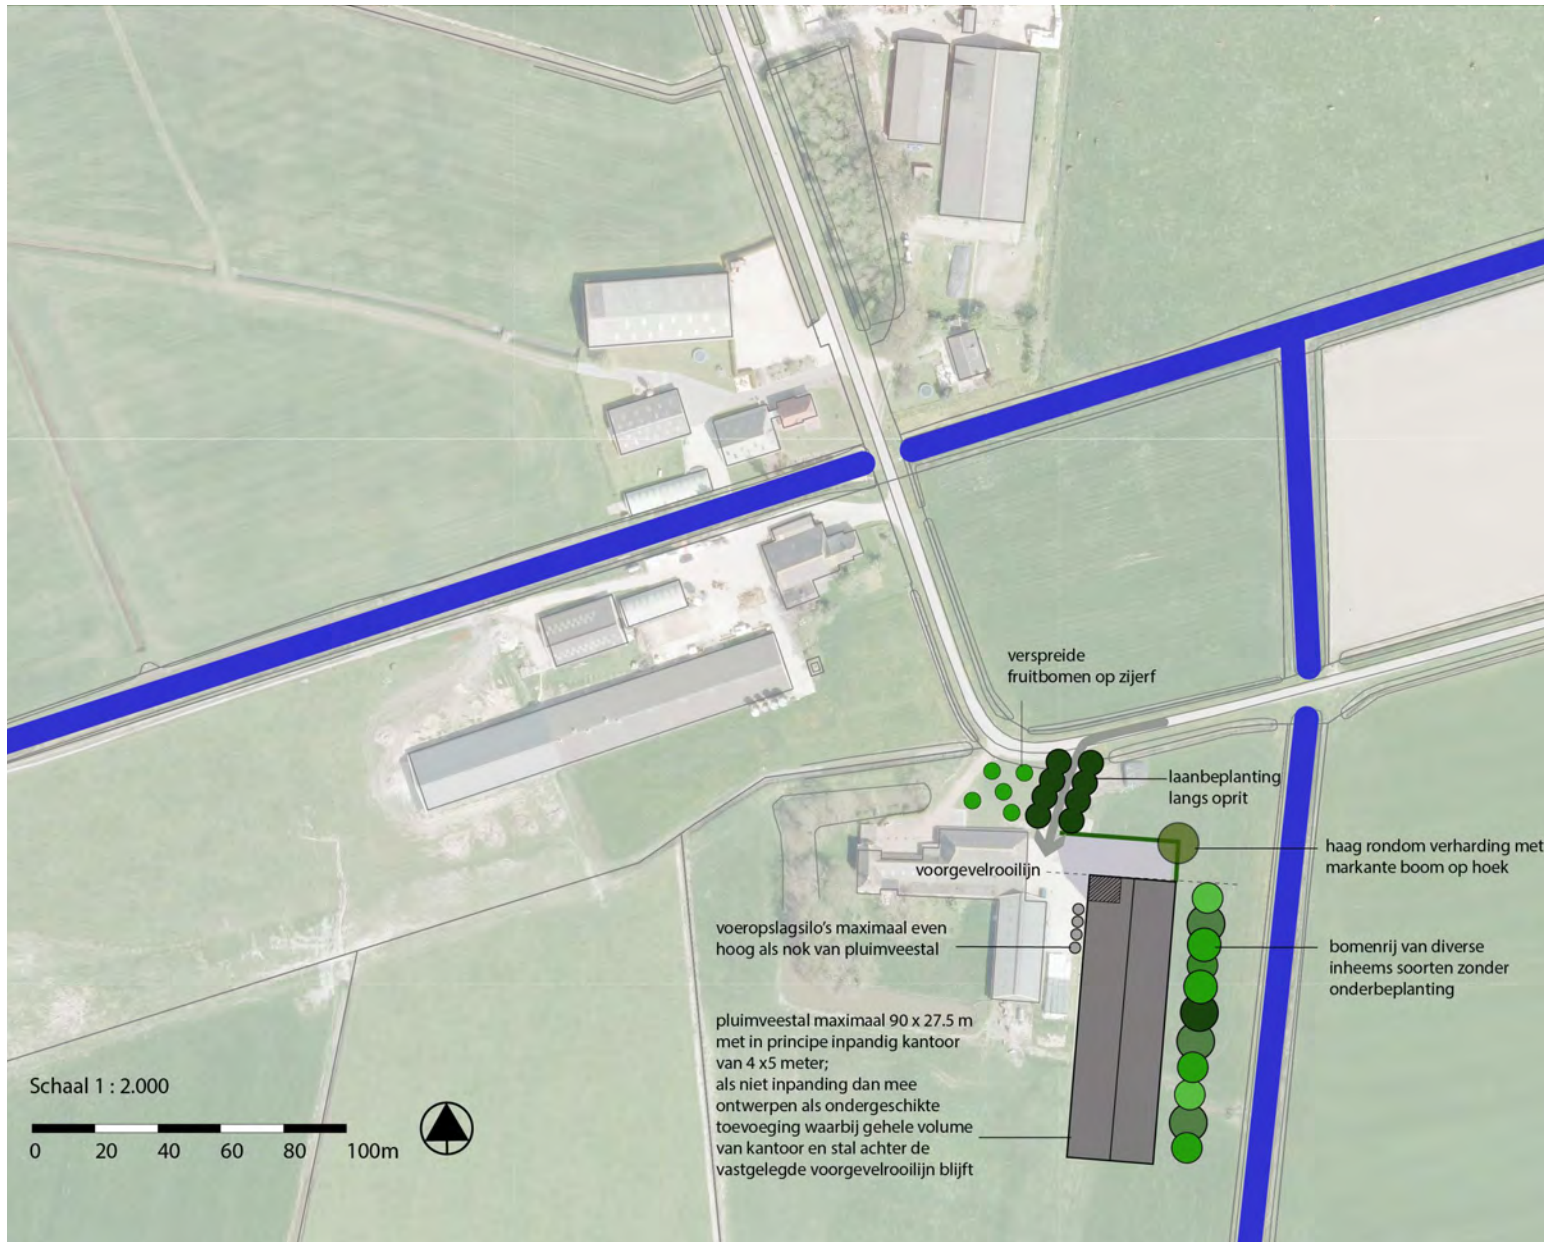 verspreide
fruitbomen op zijerf
laanbeplanting
langs oprit
haag rondom verharding met
markante boom op hoek
voorgevelrooilijn
voeropslagsilo's maximaal even
hoog als nok van pluimveestal
bomenrij van diverse
inheems soorten zonder
onderbeplanting
pluimveestal maximaal 90 x 27.5 m
met in principe inpandig kantoor
van 4 x5 meter;
als niet inpanding dan mee
ontwerpen als ondergeschikte
toevoeging waarbij gehele volume
van kantoor en stal achter de
vastgelegde voorgevelrooilijn blijft
Schaal 1 : 2.000
0 20 40 60 80 100m